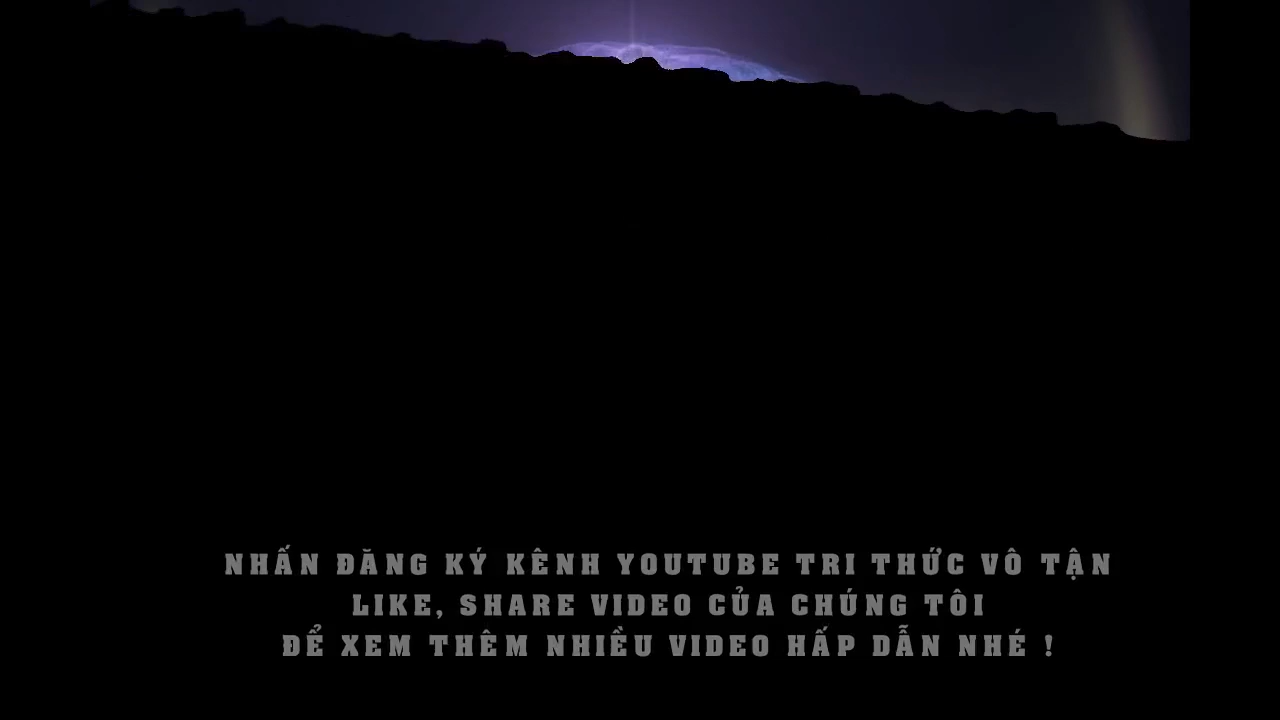 NHẤN ĐĂNG KÝ KÊNH YOUTUBE TRI THỨC VÔ TẬN
LIKE, SHARE VIDEO CỦA CHÚNG TÔI
ĐỂ XEM THÊM NHIỀU VIDEO HẤP DẪN NHÉ !